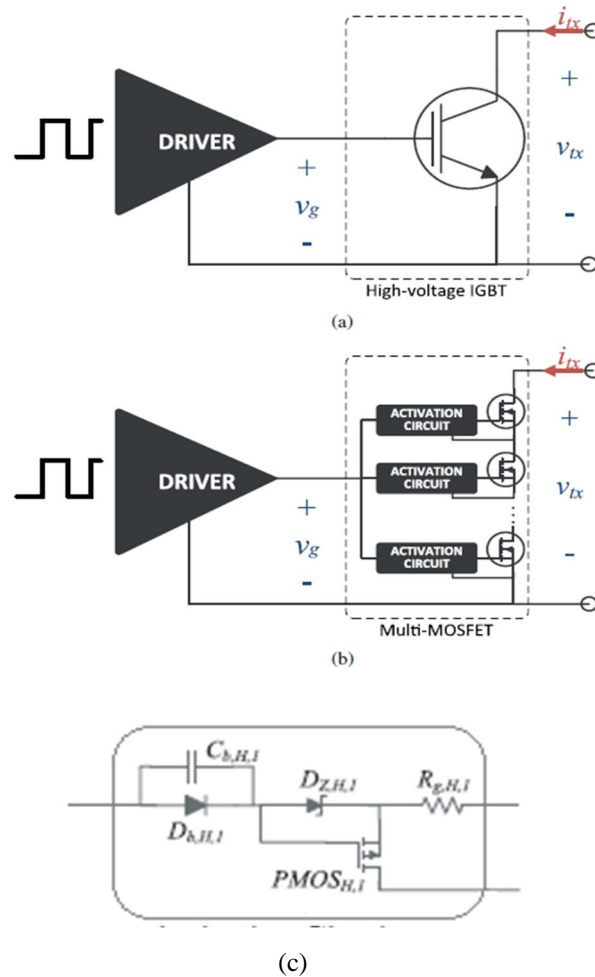 i_tx
DRIVER
+
v_g
-
+
v_tx
-
High-voltage IGBT
(a)
i_tx
ACTIVATION
CIRCUIT
ACTIVATION
CIRCUIT
ACTIVATION
CIRCUIT
DRIVER
+
v_g
-
+
v_tx
-
Multi-MOSFET
(b)
C_b,H,1
D_b,H,1
D_Z,H,1
R_g,H,1
PMOS_H,1
(c)